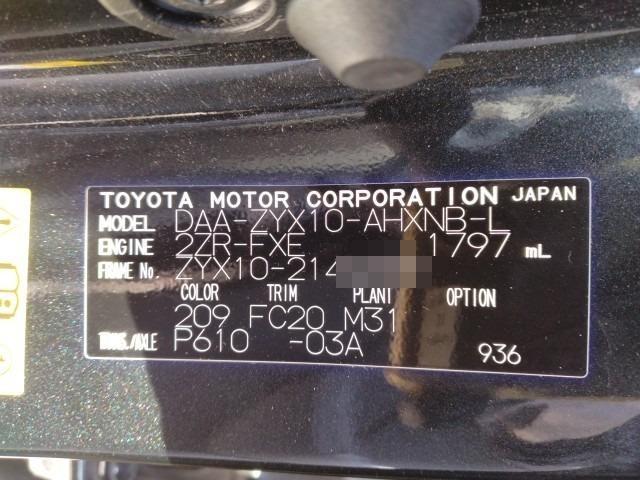 TOYOTA MOTOR CORPORATION JAPAN
MODEL DAA-ZYX10-AHXNB-L
ENGINE 2ZR-FXE 1797 mL
FRAME No. ZYX10-214
COLOR TRIM PLANT OPTION
209 FC20 M31
TRANS./AXLE P610 -03A
936